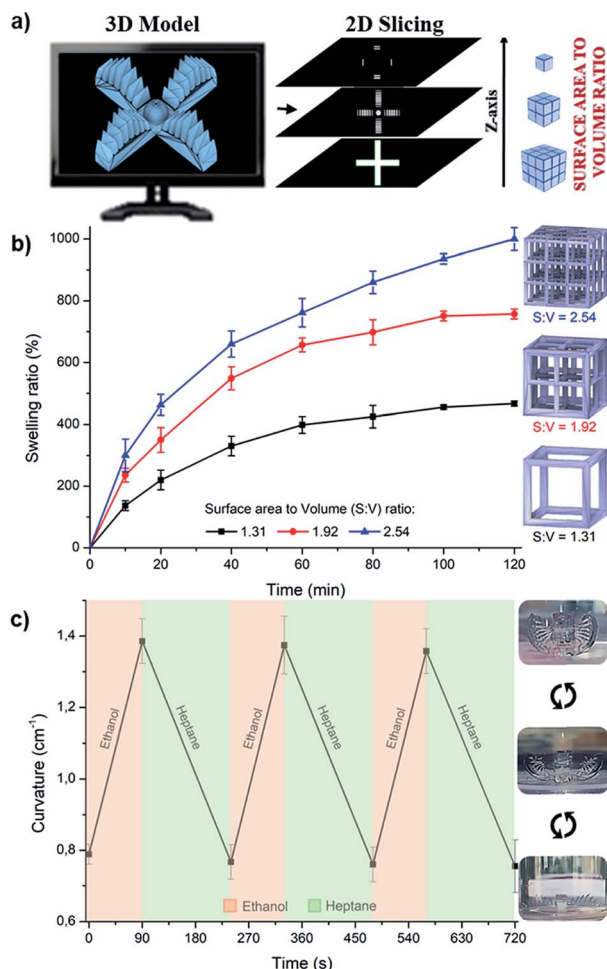 a)
3D Model
2D Slicing
Z-axis
SURFACE AREA TO
VOLUME RATIO
b)
1000
800
600
400
200
0
Swelling ratio (%)
0 20 40 60 80 100 120
Time (min)
Surface area to Volume (S:V) ratio:
1.31 1.92 2.54
S:V = 2.54
S:V = 1.92
S:V = 1.31
c)
1,4
1,2
1,0
0,8
0,6
Curvature (cm⁻¹)
Ethanol
Heptane
Ethanol
Heptane
Ethanol
Heptane
Ethanol Heptane
0 90 180 270 360 450 540 630 720
Time (s)